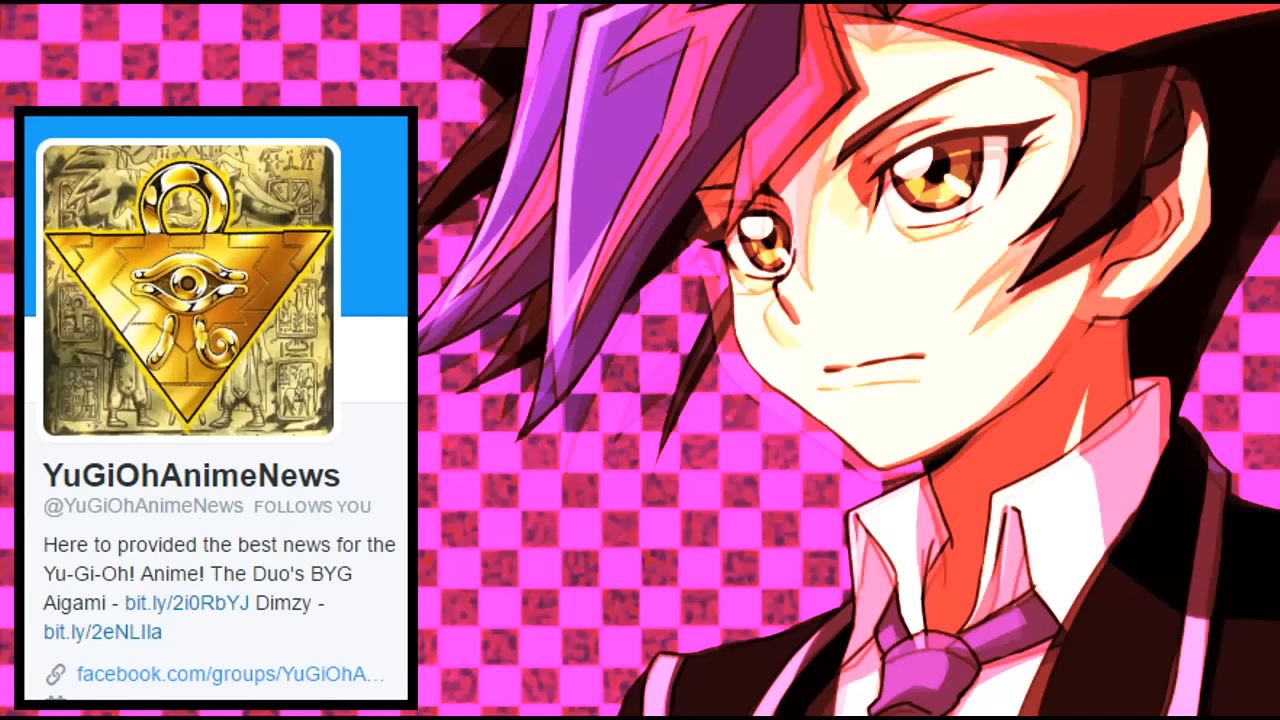 YuGiOhAnimeNews
@YuGiOhAnimeNews FOLLOWS YOU
Here to provided the best news for the
Yu-Gi-Oh! Anime! The Duo's BYG
Aigami - bit.ly/2i0RbYJ Dimzy -
bit.ly/2eNLIla
facebook.com/groups/YuGiOhA...